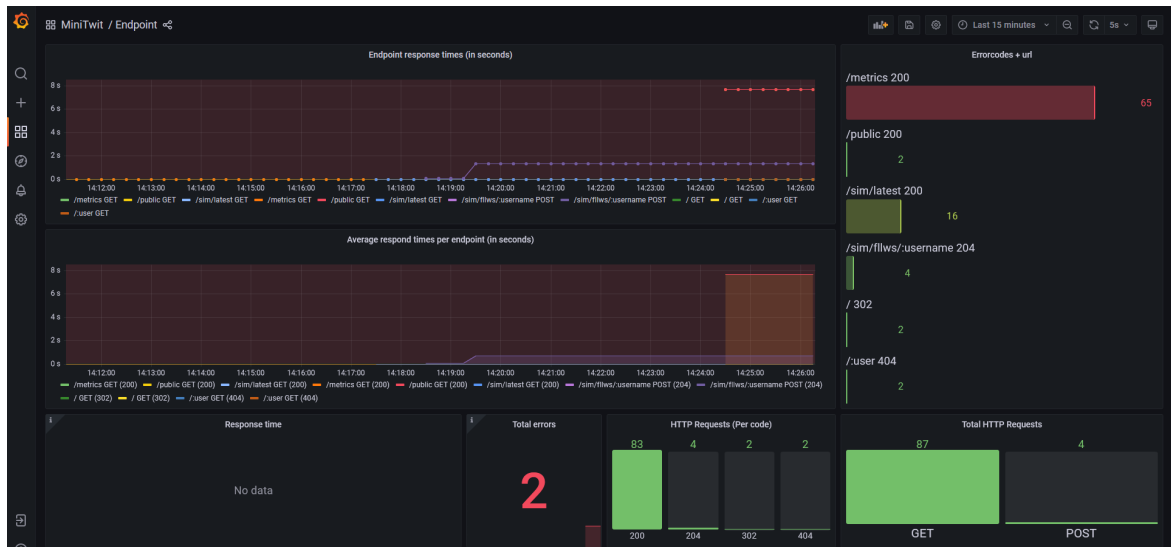 MiniTwit / Endpoint
Last 15 minutes
5s
Endpoint response times (in seconds)
8 s
6 s
4 s
2 s
0 s
14:12:00 14:13:00 14:14:00 14:15:00 14:16:00 14:17:00 14:18:00 14:19:00 14:20:00 14:21:00 14:22:00 14:23:00 14:24:00 14:25:00 14:26:00
/metrics GET /public GET /sim/latest GET /metrics GET /public GET /sim/latest GET /sim/fllws/:username POST /sim/fllws/:username POST / GET / GET /:user GET
/:user GET
Average respond times per endpoint (in seconds)
8 s
6 s
4 s
2 s
0 s
14:12:00 14:13:00 14:14:00 14:15:00 14:16:00 14:17:00 14:18:00 14:19:00 14:20:00 14:21:00 14:22:00 14:23:00 14:24:00 14:25:00 14:26:00
/metrics GET (200) /public GET (200) /sim/latest GET (200) /metrics GET (200) /public GET (200) /sim/latest GET (200) /sim/fllws/:username POST (204) /sim/fllws/:username POST (204)
/ GET (302) / GET (302) /:user GET (404) /:user GET (404)
Errorcodes + url
/metrics 200
65
/public 200
2
/sim/latest 200
16
/sim/fllws/:username 204
4
/ 302
2
/:user 404
2
i
Response time
No data
i
Total errors
2
HTTP Requests (Per code)
83 4 2 2
200 204 302 404
Total HTTP Requests
87 4
GET POST